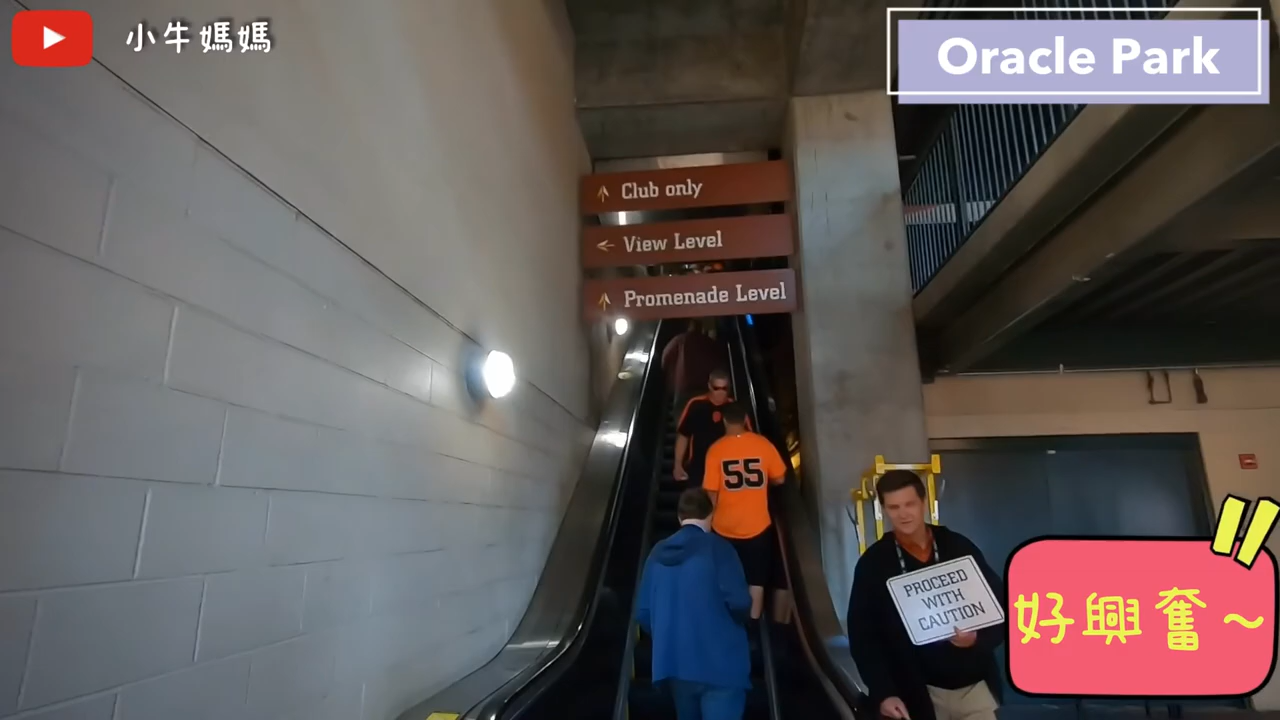 小牛媽媽
Oracle Park
Club only
View Level
Promenade Level
55
PROCEED
WITH
CAUTION
好興奮~